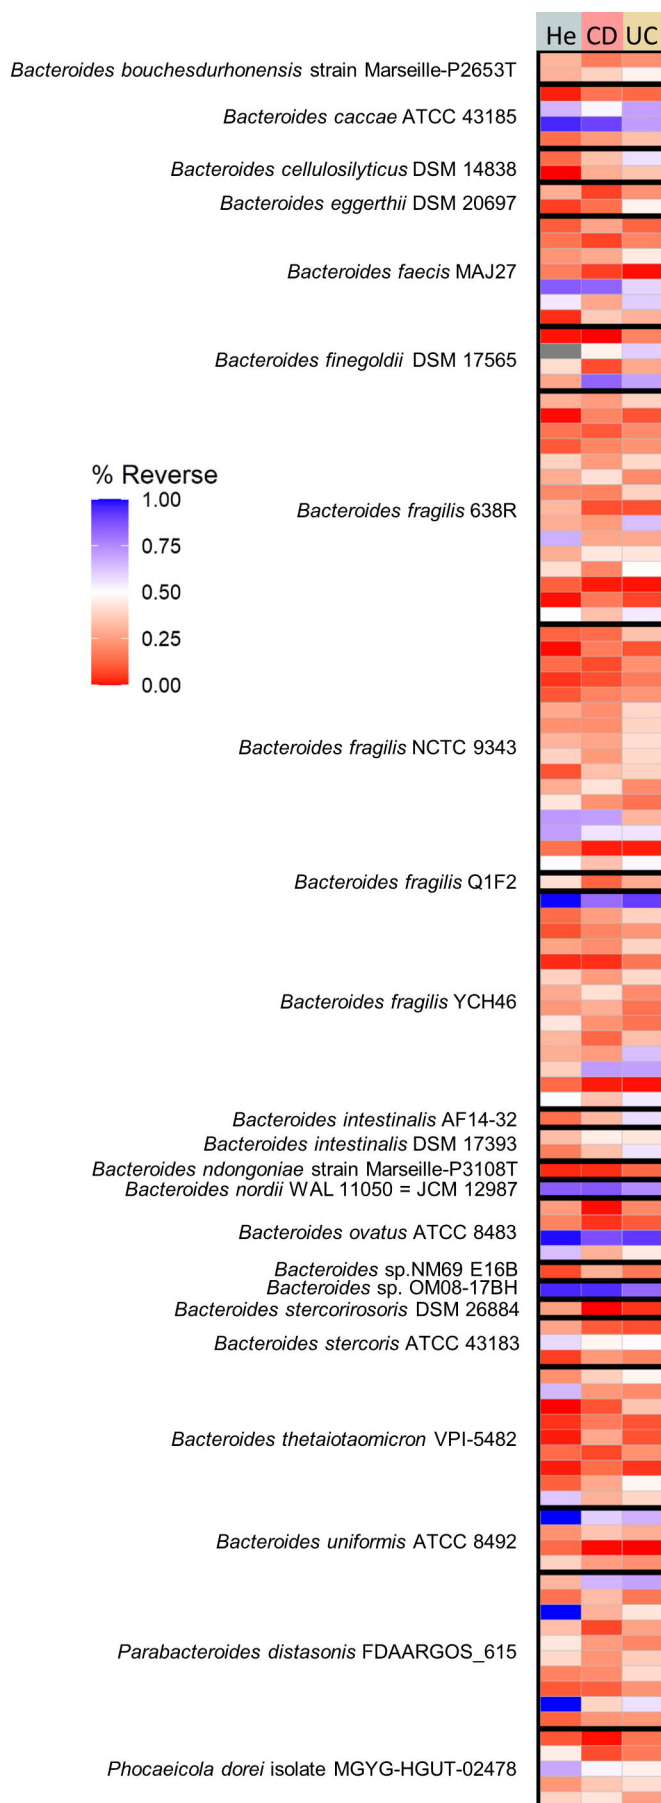 He CD UC
Bacteroides bouchesdurhonensis strain Marseille-P2653T
Bacteroides caccae ATCC 43185
Bacteroides cellulosilyticus DSM 14838
Bacteroides eggerthii DSM 20697
Bacteroides faecis MAJ27
Bacteroides finegoldii DSM 17565
% Reverse
1.00
0.75
0.50
0.25
0.00
Bacteroides fragilis 638R
Bacteroides fragilis NCTC 9343
Bacteroides fragilis Q1F2
Bacteroides fragilis YCH46
Bacteroides intestinalis AF14-32
Bacteroides intestinalis DSM 17393
Bacteroides ndongoniae strain Marseille-P3108T
Bacteroides nordii WAL 11050 = JCM 12987
Bacteroides ovatus ATCC 8483
Bacteroides sp.NM69 E16B
Bacteroides sp. OM08-17BH
Bacteroides stercorirosoris DSM 26884
Bacteroides stercoris ATCC 43183
Bacteroides thetaiotaomicron VPI-5482
Bacteroides uniformis ATCC 8492
Parabacteroides distasonis FDAARGOS_615
Phocaeicola dorei isolate MGYG-HGUT-02478